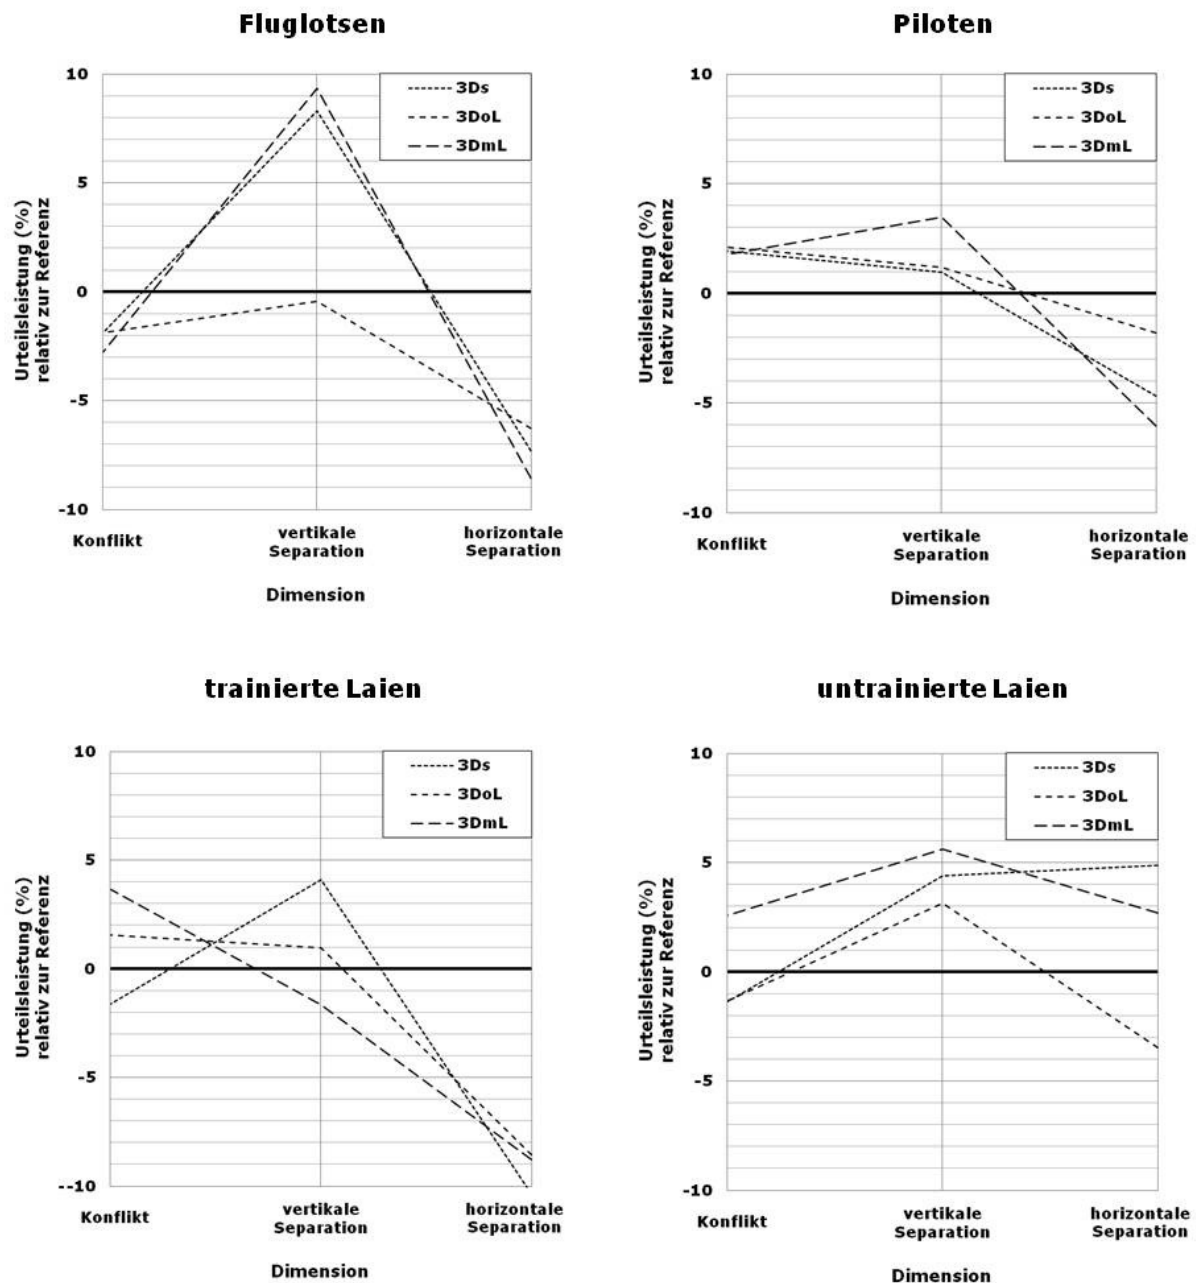 Fluglotsen
10
5
0
-5
-10
Urteilsleistung (%)
relativ zur Referenz
3Ds
3DoL
3DmL
Konflikt
vertikale
Separation
horizontale
Separation
Dimension
Piloten
10
5
0
-5
-10
Urteilsleistung (%)
relativ zur Referenz
3Ds
3DoL
3DmL
Konflikt
vertikale
Separation
horizontale
Separation
Dimension
trainierte Laien
10
5
0
-5
--10
Urteilsleistung (%)
relativ zur Referenz
3Ds
3DoL
3DmL
Konflikt
vertikale
Separation
horizontale
Separation
Dimension
untrainierte Laien
10
5
0
-5
-10
Urteilsleistung (%)
relativ zur Referenz
3Ds
3DoL
3DmL
Konflikt
vertikale
Separation
horizontale
Separation
Dimension